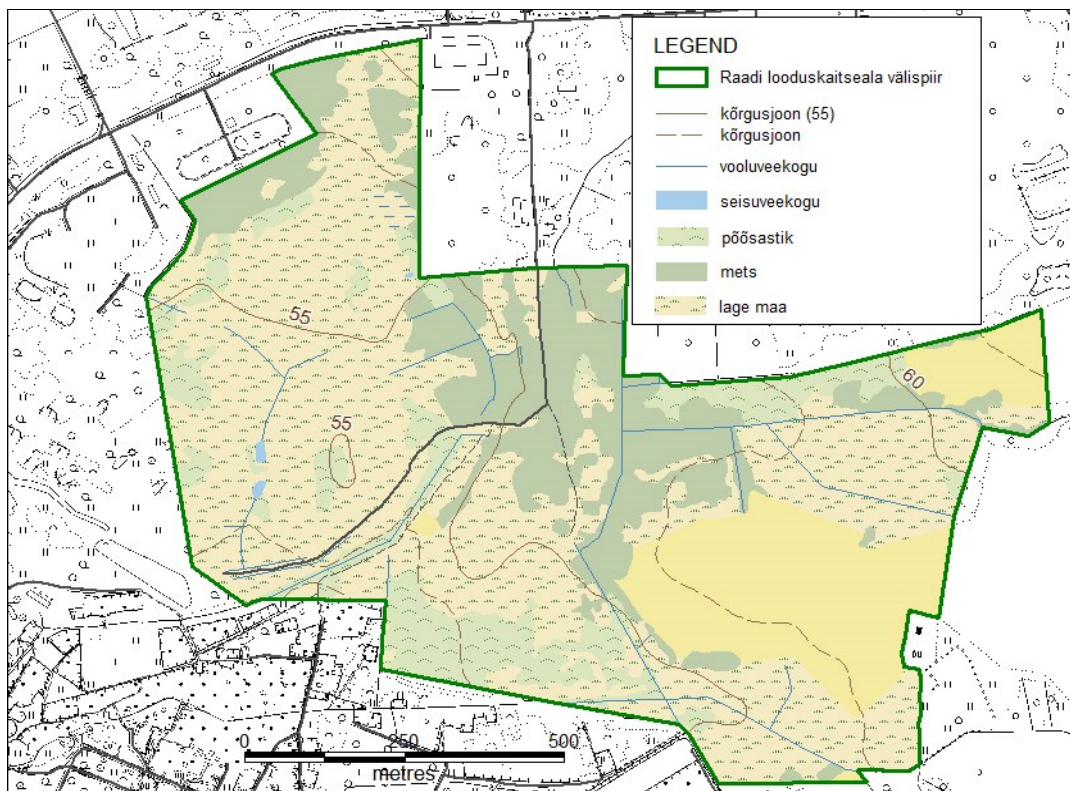 LEGEND
Raadi looduskaitseala välispiir
kõrgusjoon (55)
kõrgusjoon
vooluveekogu
seisuveekogu
põõsastik
mets
lage maa
55
60
55
0 250 500
metres